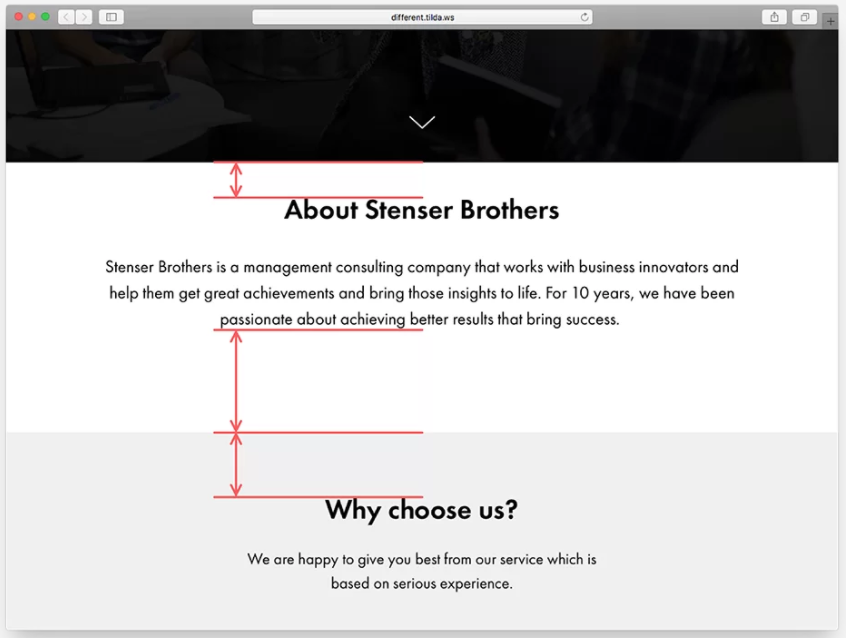 different.tilda.ws
About Stenser Brothers
Stenser Brothers is a management consulting company that works with business innovators and
help them get great achievements and bring those insights to life. For 10 years, we have been
passionate about achieving better results that bring success.
Why choose us?
We are happy to give you best from our service which is
based on serious experience.